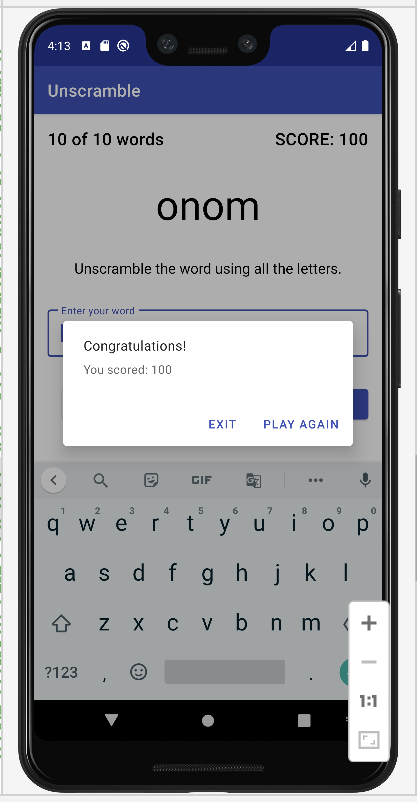 4:13
Unscramble
10 of 10 words SCORE: 100
onom
Unscramble the word using all the letters.
Enter your word
Congratulations!
You scored: 100
EXIT PLAY AGAIN
GIF
1 2 3 4 5 6 7 8 9 0
q w e r t y u i o p
a s d f g h j k l
z x c v b n m
?123 , .
1:1